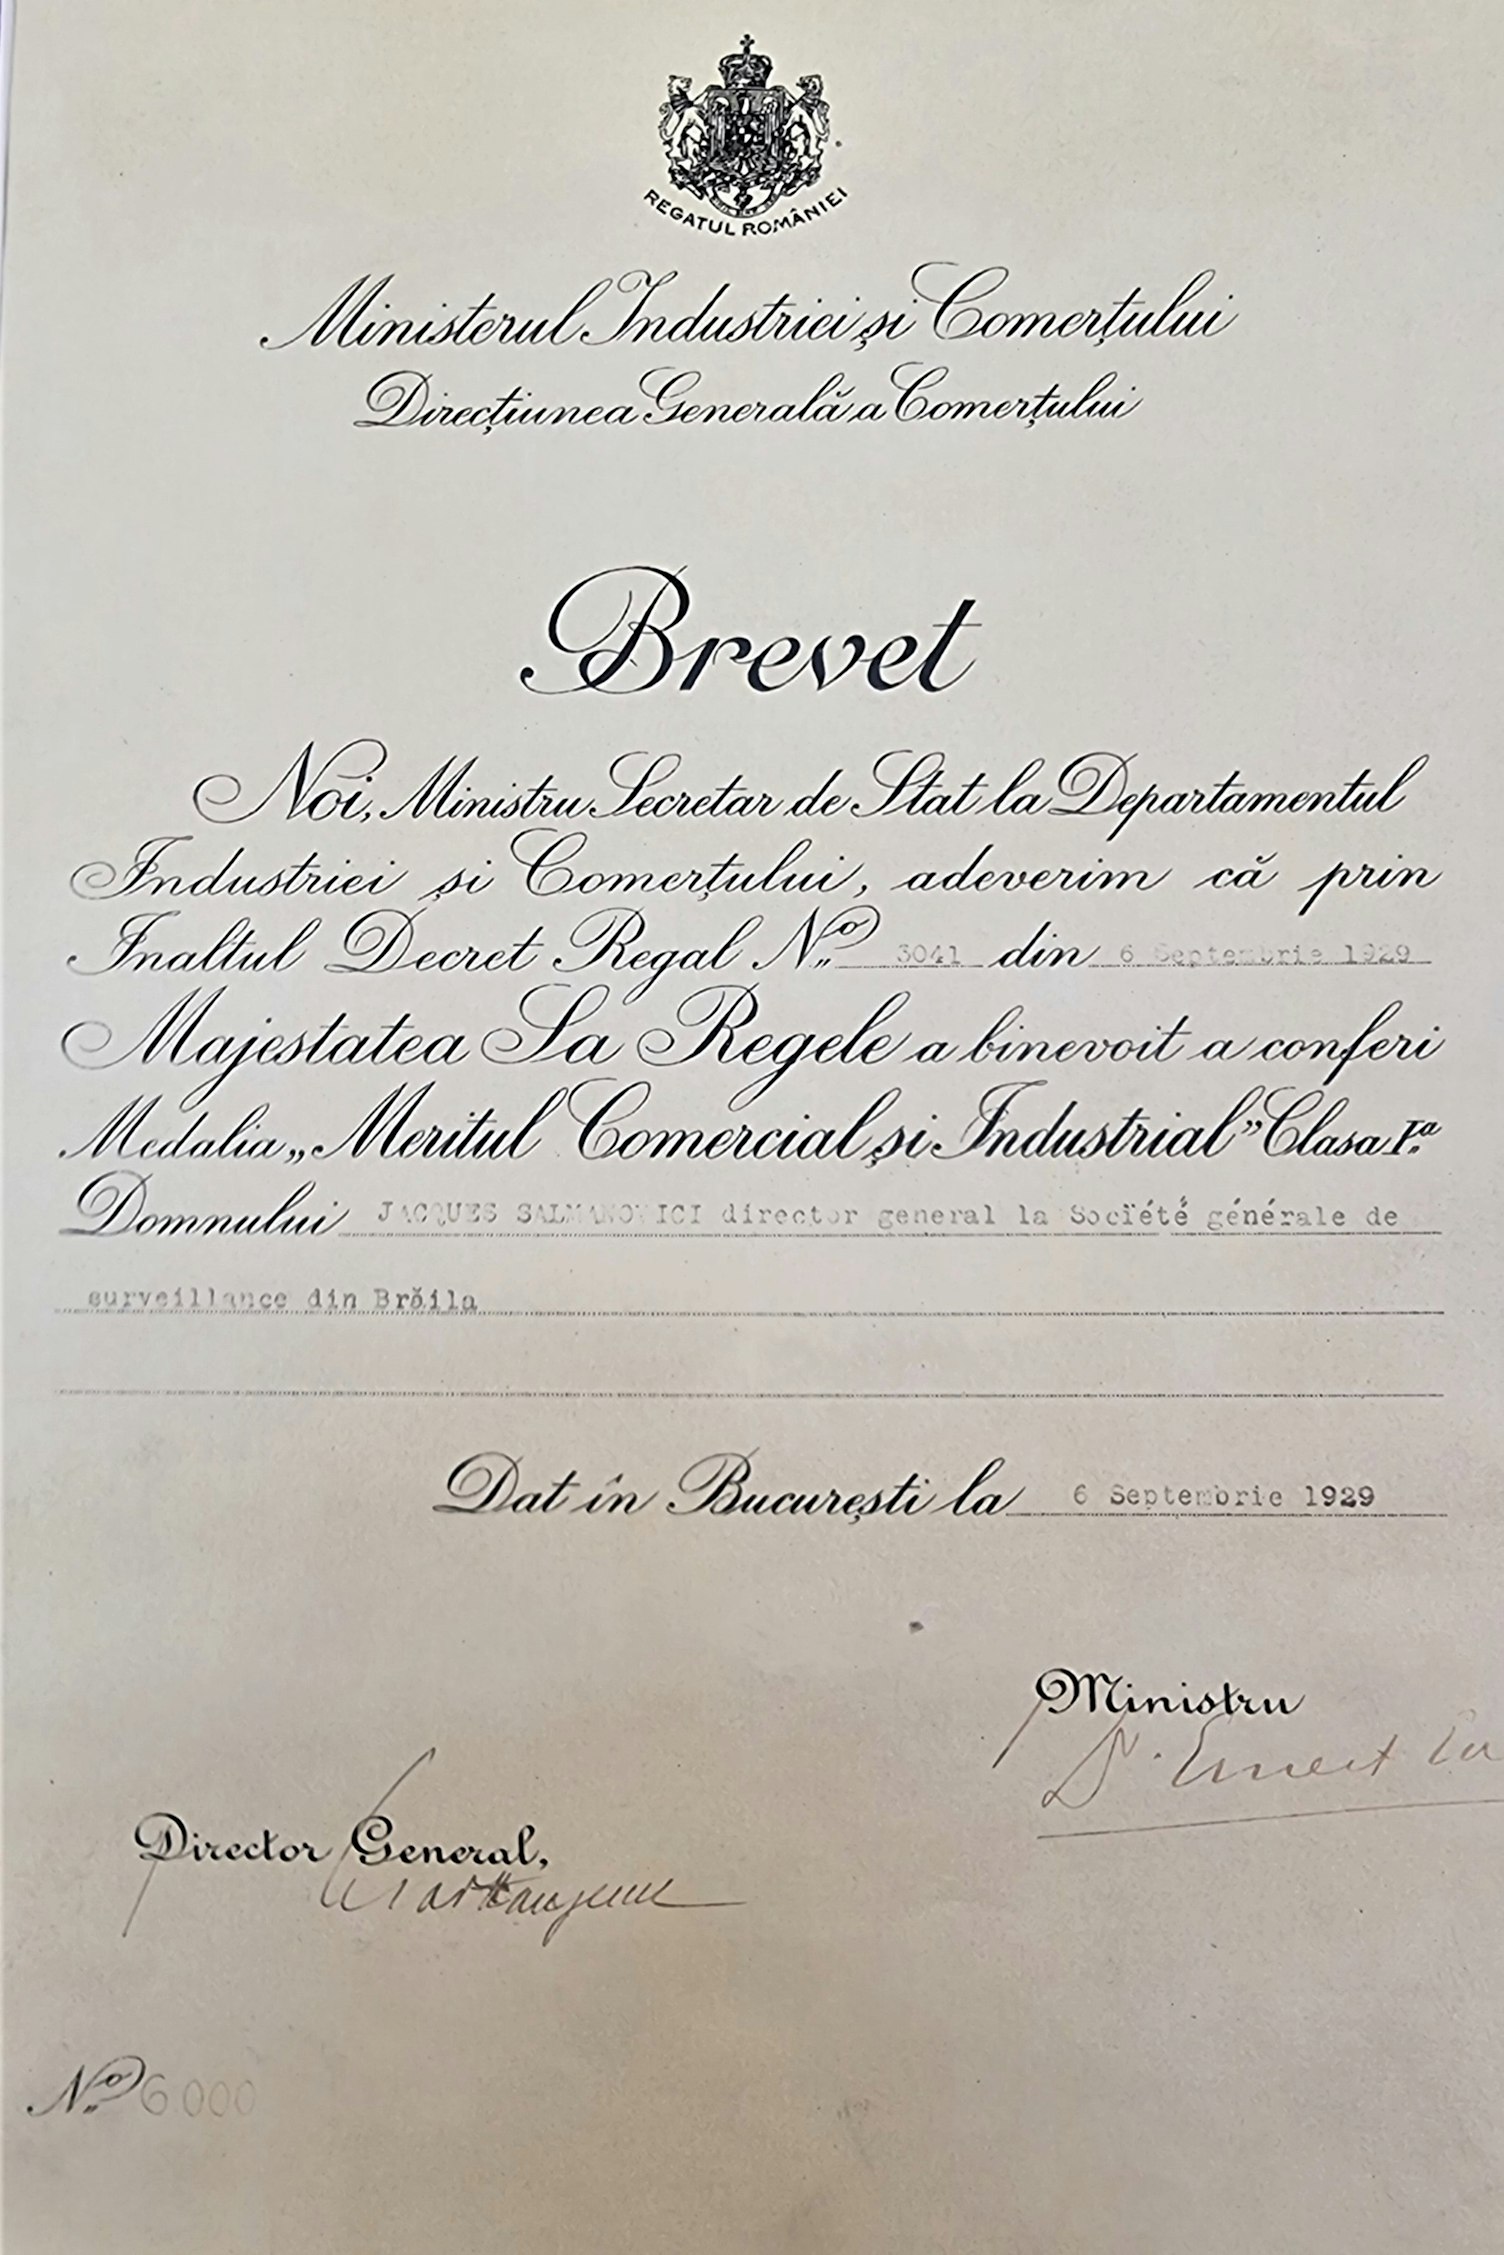 REGATUL ROMÂNIEI
Ministerul Industriei și Comerțului
Direcțiunea Generală a Comerțului
Brevet
Noi, Ministru Secretar de Stat la Departamentul
Industriei și Comerțului, adeverim că prin
Inaltul Decret Regal No 3041 din 6 Septembrie 1929
Majestatea Sa Regele a binevoit a conferi
Medalia „Meritul Comercial și Industrial” Clasa Ia
Domnului JACQUES SALMANOVICI director general la Société générale de
surveillance din Brăila
Dat în București la 6 Septembrie 1929
Ministru
Dr. Ernest
Director General,
No 6000